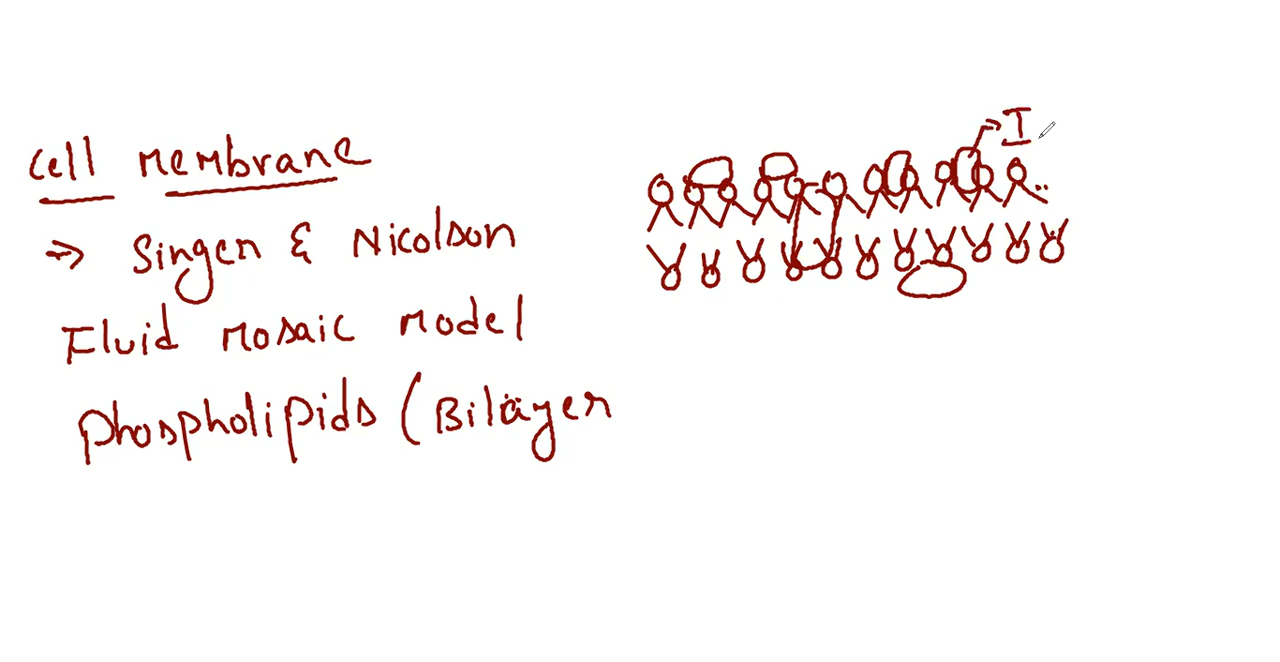 Cell membrane
→ Singer & Nicolson
Fluid mosaic model
Phospholipids (Bilayer
I